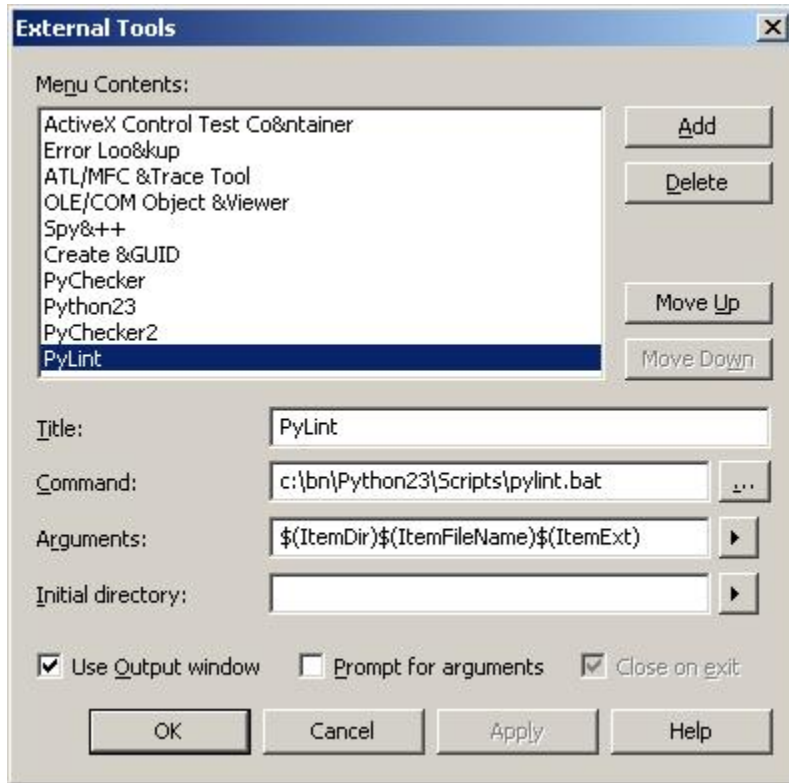 External Tools
Menu Contents:
ActiveX Control Test Co&ntainer
Error Loo&kup
ATL/MFC &Trace Tool
OLE/COM Object &Viewer
Spy&++
Create &GUID
PyChecker
Python23
PyChecker2
PyLint
Add
Delete
Move Up
Move Down
Title:
PyLint
Command:
c:\bn\Python23\Scripts\pylint.bat
...
Arguments:
$(ItemDir)$(ItemFileName)$(ItemExt)
Initial directory:
Use Output window
Prompt for arguments
Close on exit
OK
Cancel
Apply
Help